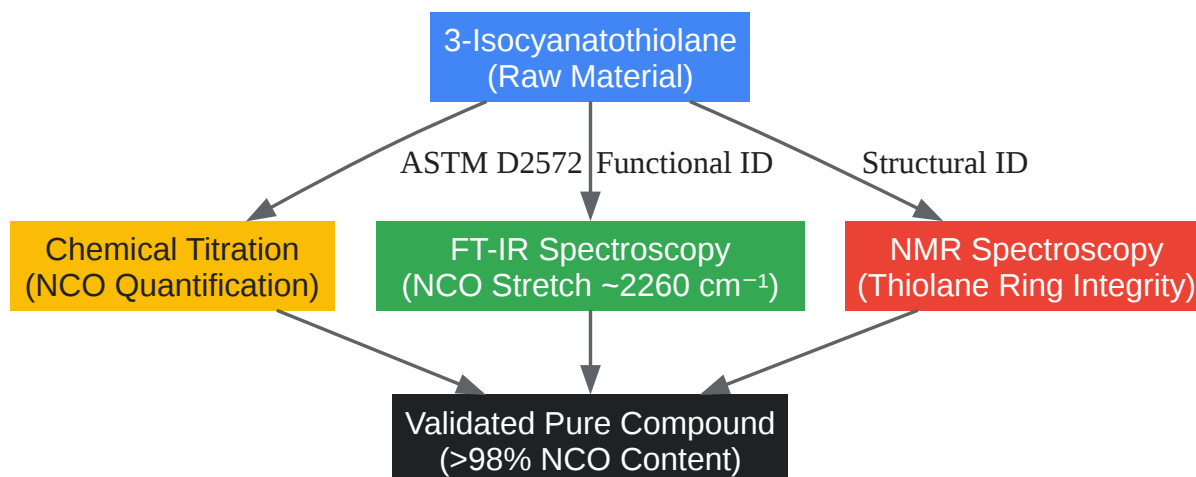 3-Isocyanatothiolane
(Raw Material)
ASTM D2572
Functional ID
Structural ID
Chemical Titration
(NCO Quantification)
FT-IR Spectroscopy
(NCO Stretch ~2260 cm⁻¹)
NMR Spectroscopy
(Thiolane Ring Integrity)
Validated Pure Compound
(>98% NCO Content)